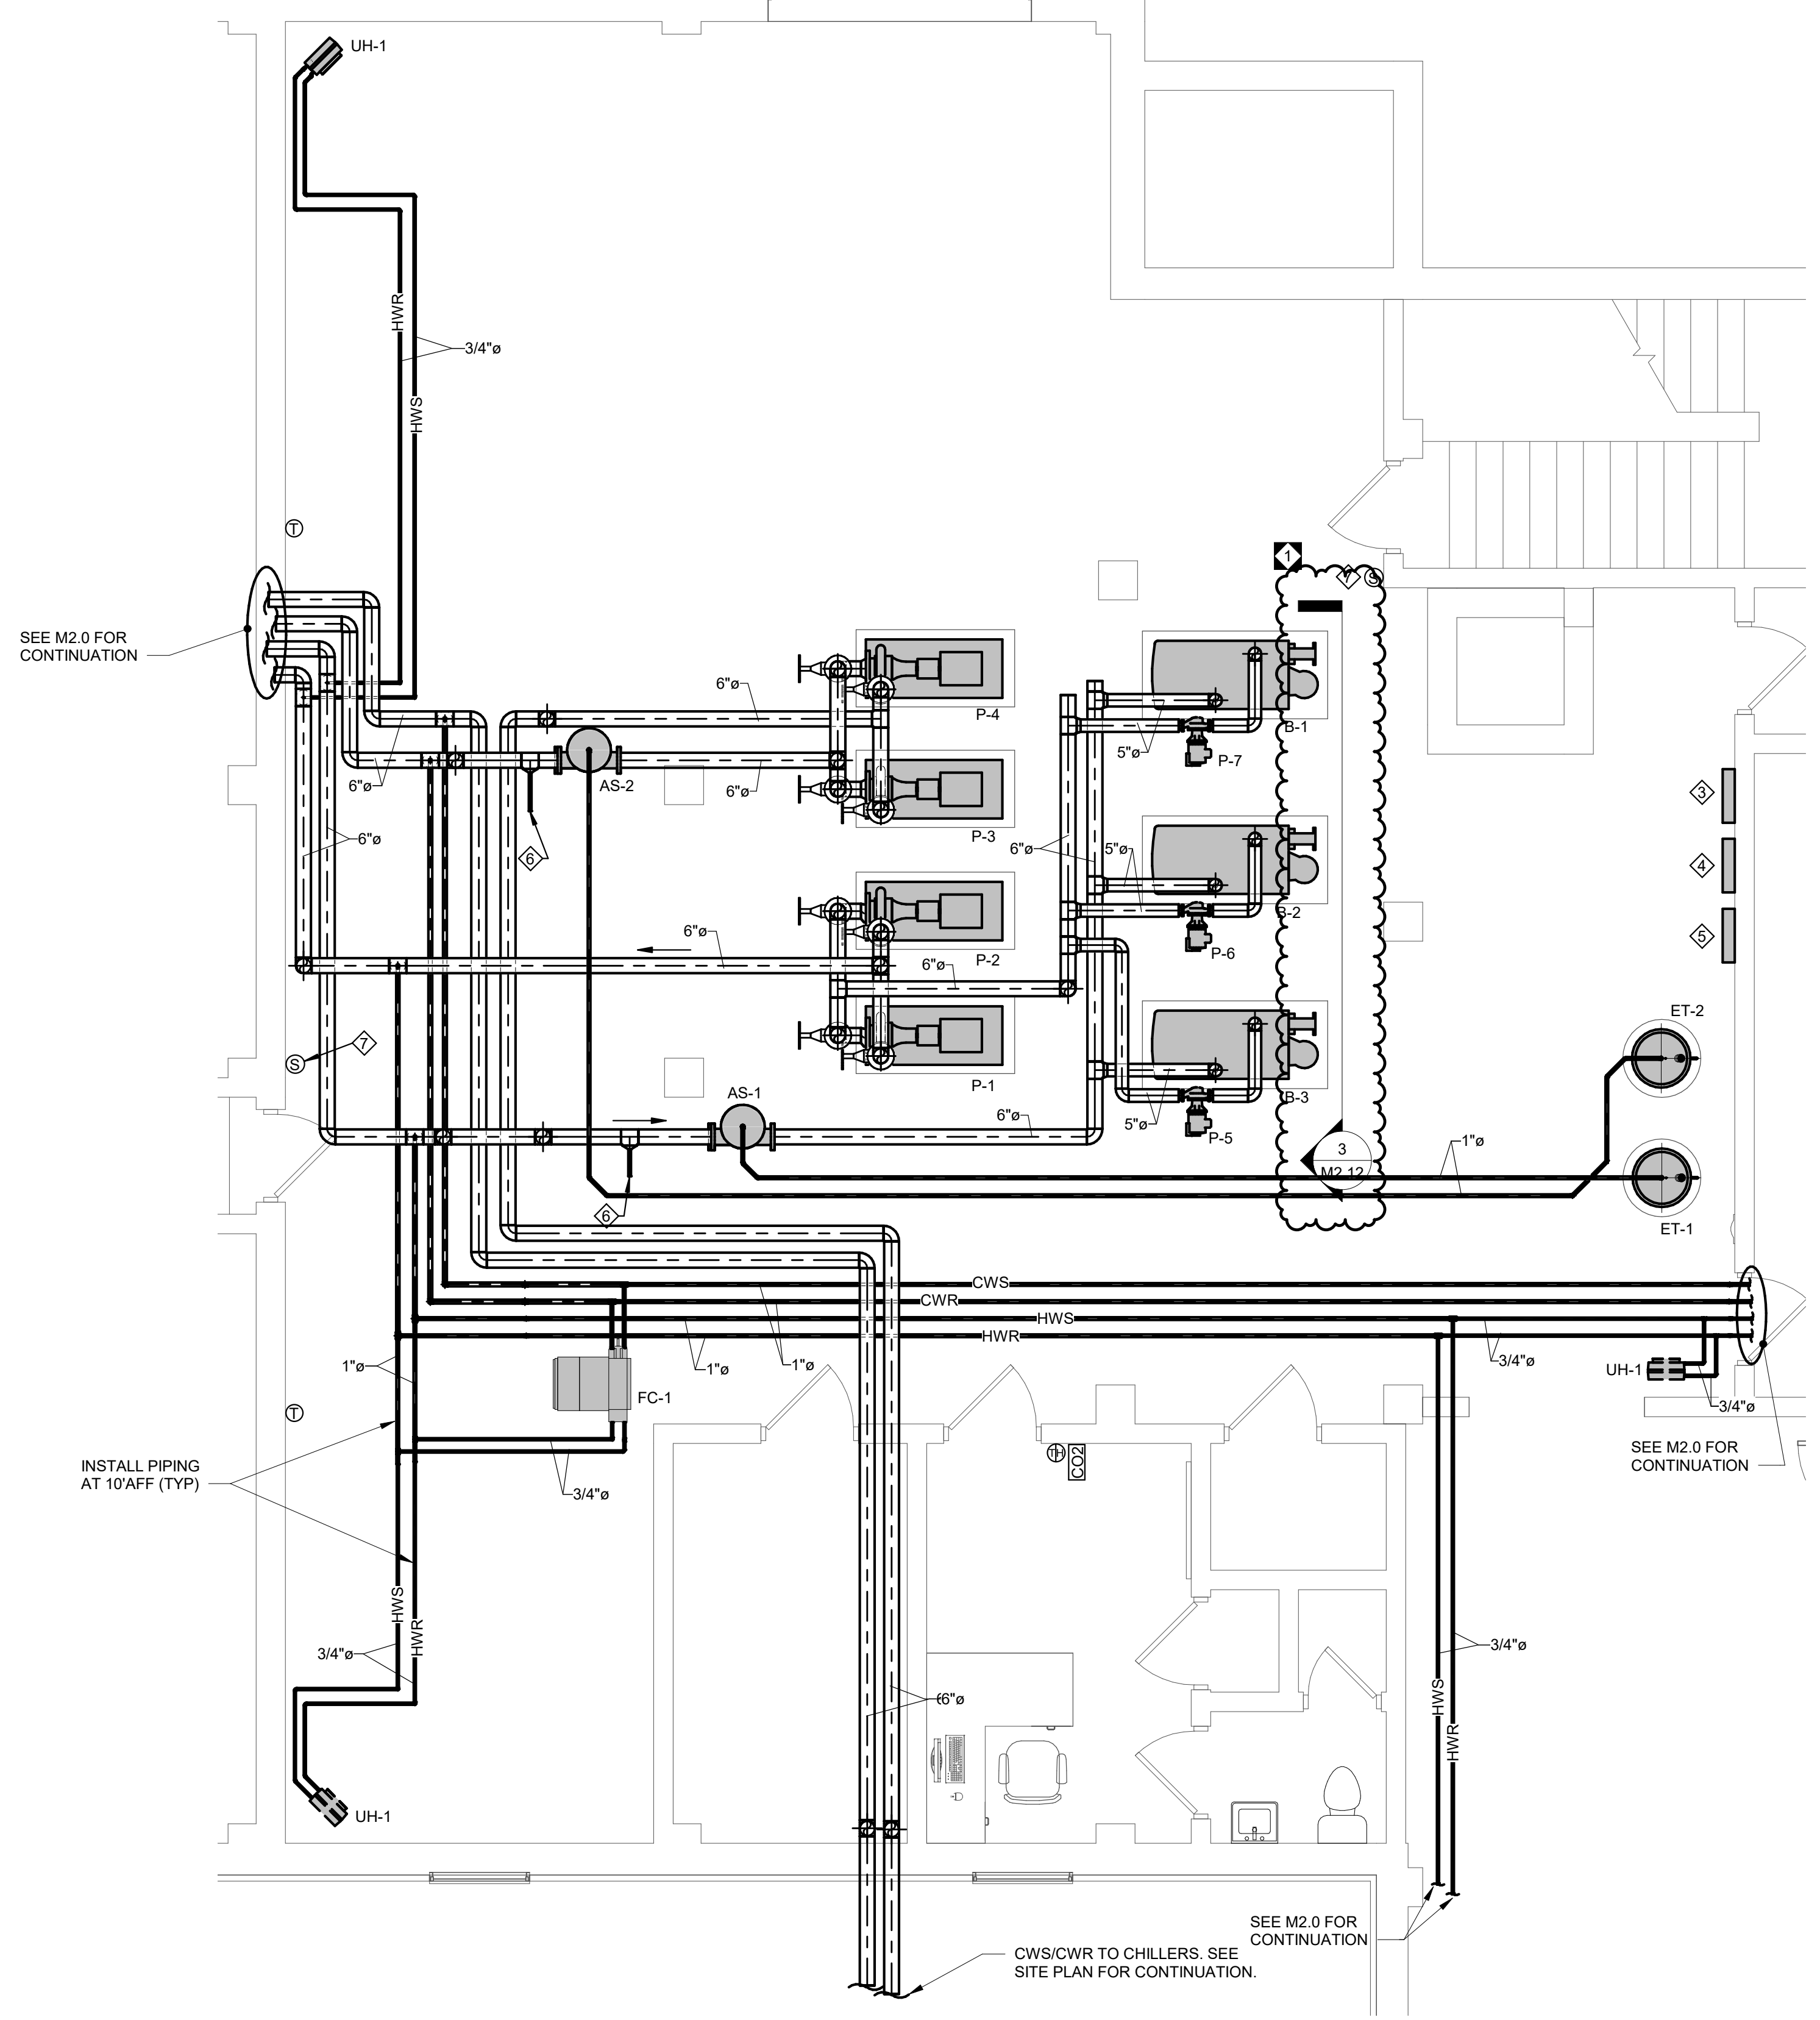 UH-1
HWR
3/4"ø
HWS
T
1
7
S
SEE M2.0 FOR
CONTINUATION
6"ø
P-4
B-1
5"ø
P-7
6"ø
AS-2
6"ø
P-3
3
6"ø
6
6"ø
5"ø
4
B-2
6"ø
P-2
6"ø
P-6
5
S
7
P-1
AS-1
6"ø
B-3
5"ø
P-5
ET-2
3
M2.12
1"ø
6
ET-1
CWS
CWR
HWS
HWR
1"ø
1"ø
1"ø
3/4"ø
UH-1
FC-1
3/4"ø
T
TH
CO2
SEE M2.0 FOR
CONTINUATION
INSTALL PIPING
AT 10'AFF (TYP)
3/4"ø
HWS
HWR
3/4"ø
3/4"ø
6"ø
HWS
HWR
UH-1
SEE M2.0 FOR
CONTINUATION
CWS/CWR TO CHILLERS. SEE
SITE PLAN FOR CONTINUATION.